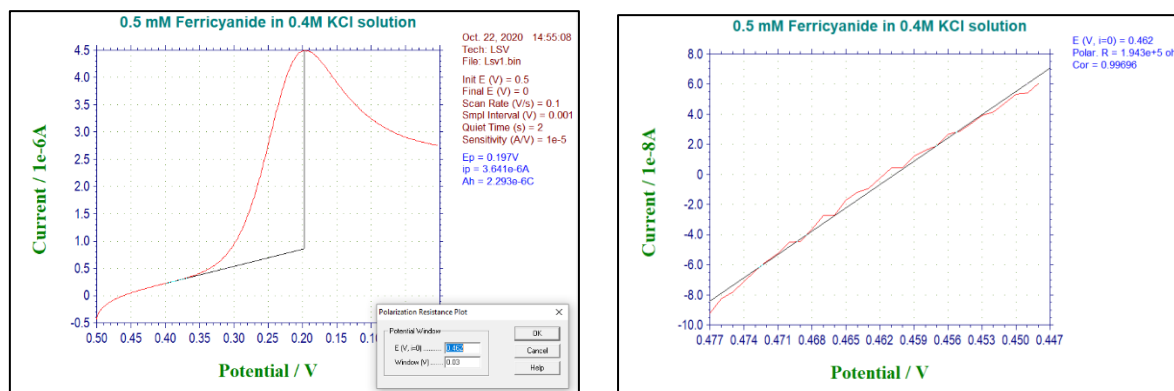 0.5 mM Ferricyanide in 0.4M KCl solution
Oct. 22, 2020 14:55:08
Tech: LSV
File: Lsv1.bin
Init E (V) = 0.5
Final E (V) = 0
Scan Rate (V/s) = 0.1
Smpl Interval (V) = 0.001
Quiet Time (s) = 2
Sensitivity (A/V) = 1e-5
Ep = 0.197V
ip = 3.641e-6A
Ah = 2.293e-6C
Current / 1e-6A
4.5
4.0
3.5
3.0
2.5
2.0
1.5
1.0
0.5
0
-0.5
0.50 0.45 0.40 0.35 0.30 0.25 0.20 0.15 0.10
Potential / V
Polarization Resistance Plot
Potential Window
E (V, i=0) .......... 0.462
Window (V) ....... 0.03
OK
Cancel
Help
0.5 mM Ferricyanide in 0.4M KCl solution
E (V, i=0) = 0.462
Polar. R = 1.943e+5 oh
Cor = 0.99696
Current / 1e-8A
8.0
6.0
4.0
2.0
0
-2.0
-4.0
-6.0
-8.0
-10.0
0.477 0.474 0.471 0.468 0.465 0.462 0.459 0.456 0.453 0.450 0.447
Potential / V